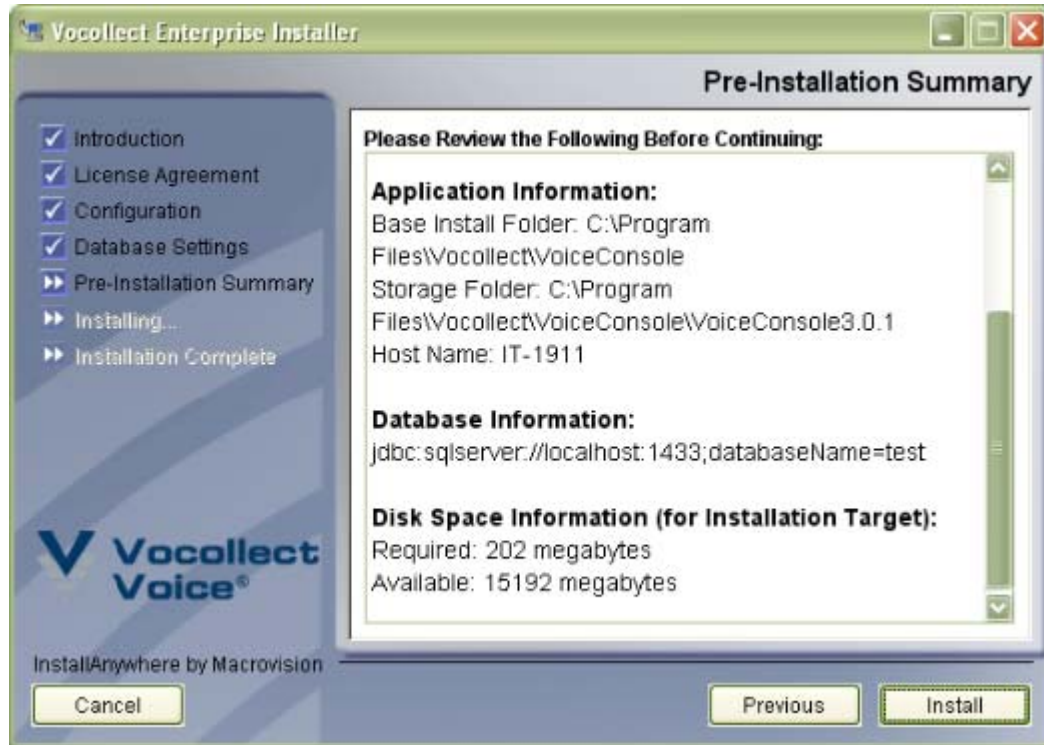 Vocollect Enterprise Installer
Pre-Installation Summary
Introduction
License Agreement
Configuration
Database Settings
Pre-Installation Summary
Installing...
Installation Complete
Please Review the Following Before Continuing:
Application Information:
Base Install Folder: C:\Program
Files\Vocollect\VoiceConsole
Storage Folder: C:\Program
Files\Vocollect\VoiceConsole\VoiceConsole3.0.1
Host Name: IT-1911
Database Information:
jdbc:sqlserver://localhost:1433;databaseName=test
Disk Space Information (for Installation Target):
Required: 202 megabytes
Available: 15192 megabytes
Vocollect
Voice®
InstallAnywhere by Macrovision
Cancel
Previous
Install